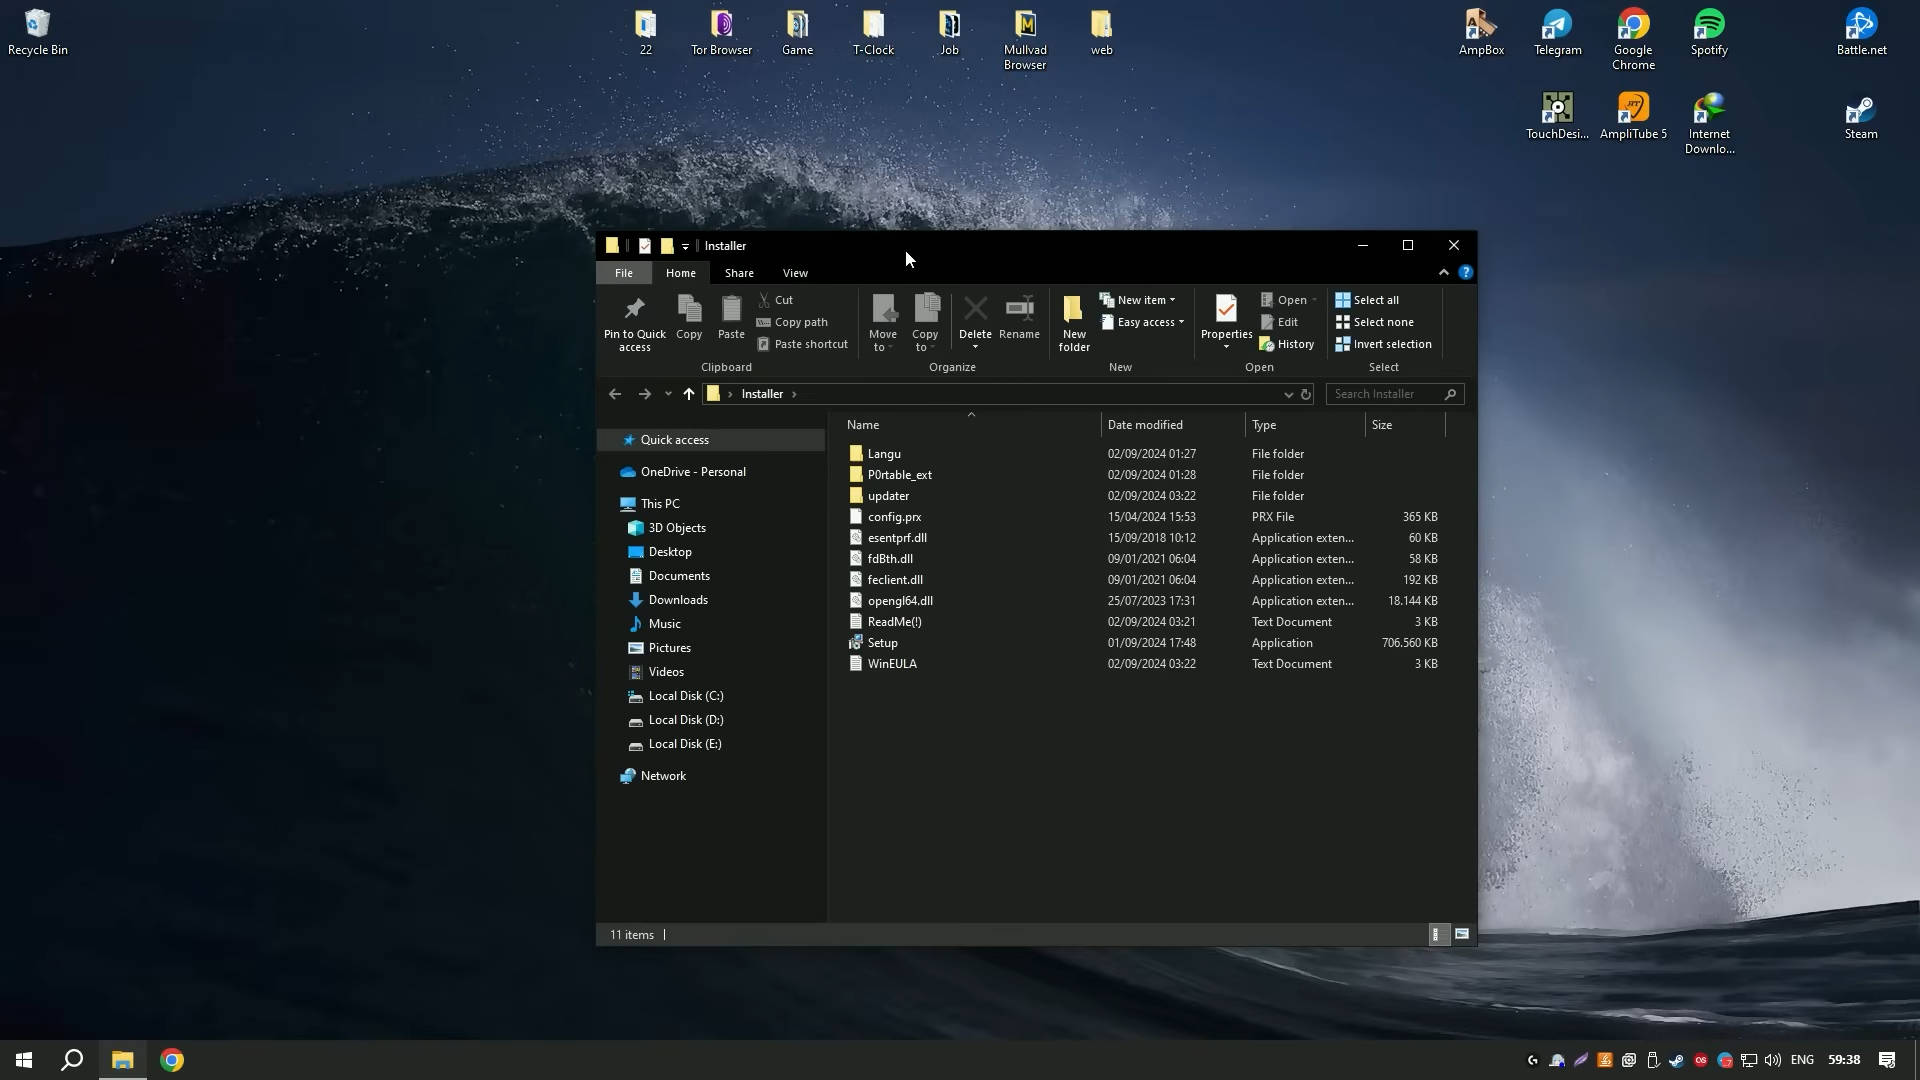 Recycle Bin
22
Tor Browser
Game
T-Clock
Job
Mullvad
Browser
web
AmpBox
Telegram
Google
Chrome
Spotify
Battle.net
TouchDesi...
AmpliTube 5
Internet
Downlo...
Steam
Installer
File
Home
Share
View
Pin to Quick
access
Copy
Paste
Cut
Copy path
Paste shortcut
Clipboard
Move
to
Copy
to
Delete
Rename
Organize
New
folder
New item
Easy access
New
Properties
Open
Edit
History
Open
Select all
Select none
Invert selection
Select
Installer
Search Installer
Quick access
OneDrive - Personal
This PC
3D Objects
Desktop
Documents
Downloads
Music
Pictures
Videos
Local Disk (C:)
Local Disk (D:)
Local Disk (E:)
Network
Name Date modified Type Size
Langu 02/09/2024 01:27 File folder
P0rtable_ext 02/09/2024 01:28 File folder
updater 02/09/2024 03:22 File folder
config.prx 15/04/2024 15:53 PRX File 365 KB
esentprf.dll 15/09/2018 10:12 Application exten... 60 KB
fdBth.dll 09/01/2021 06:04 Application exten... 58 KB
feclient.dll 09/01/2021 06:04 Application exten... 192 KB
opengl64.dll 25/07/2023 17:31 Application exten... 18.144 KB
ReadMe(!) 02/09/2024 03:21 Text Document 3 KB
Setup 01/09/2024 17:48 Application 706.560 KB
WinEULA 02/09/2024 03:22 Text Document 3 KB
11 items
ENG
59:38